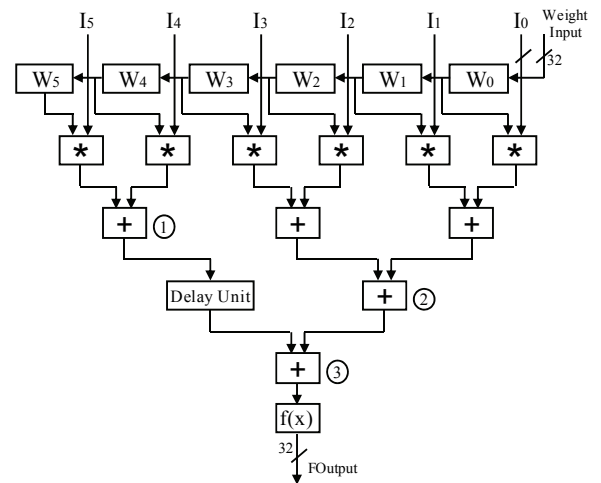 I5 I4 I3 I2 I1 I0 Weight Input
32
W5 W4 W3 W2 W1 W0
* * * * * *
+ 1 + +
Delay Unit + 2
+ 3
f(x)
32
FOutput